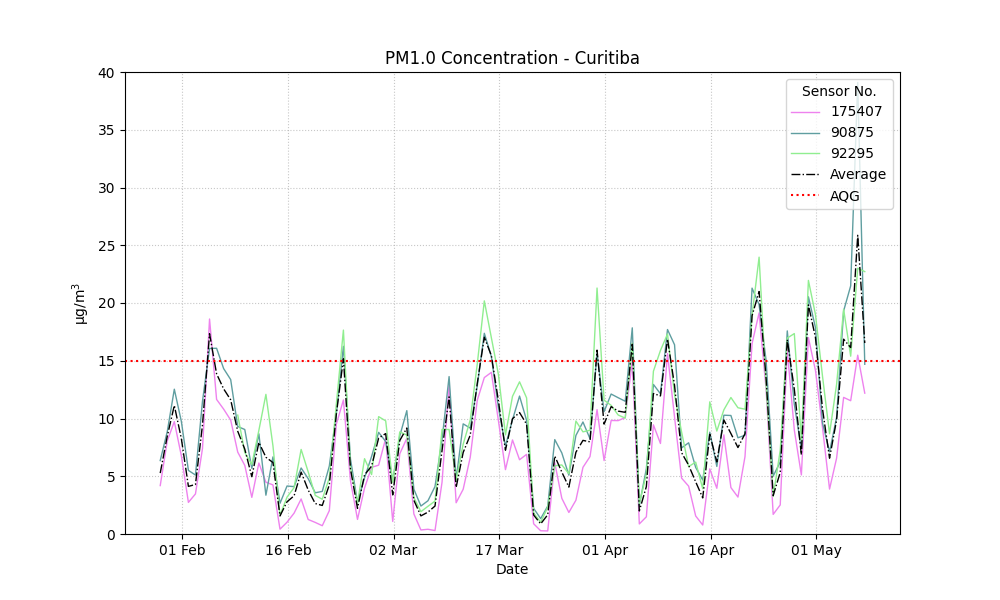 PM1.0 Concentration - Curitiba
40
35
30
25
20
15
10
5
0
µg/m³
01 Feb
16 Feb
02 Mar
17 Mar
01 Apr
16 Apr
01 May
Date
Sensor No.
175407
90875
92295
Average
AQG